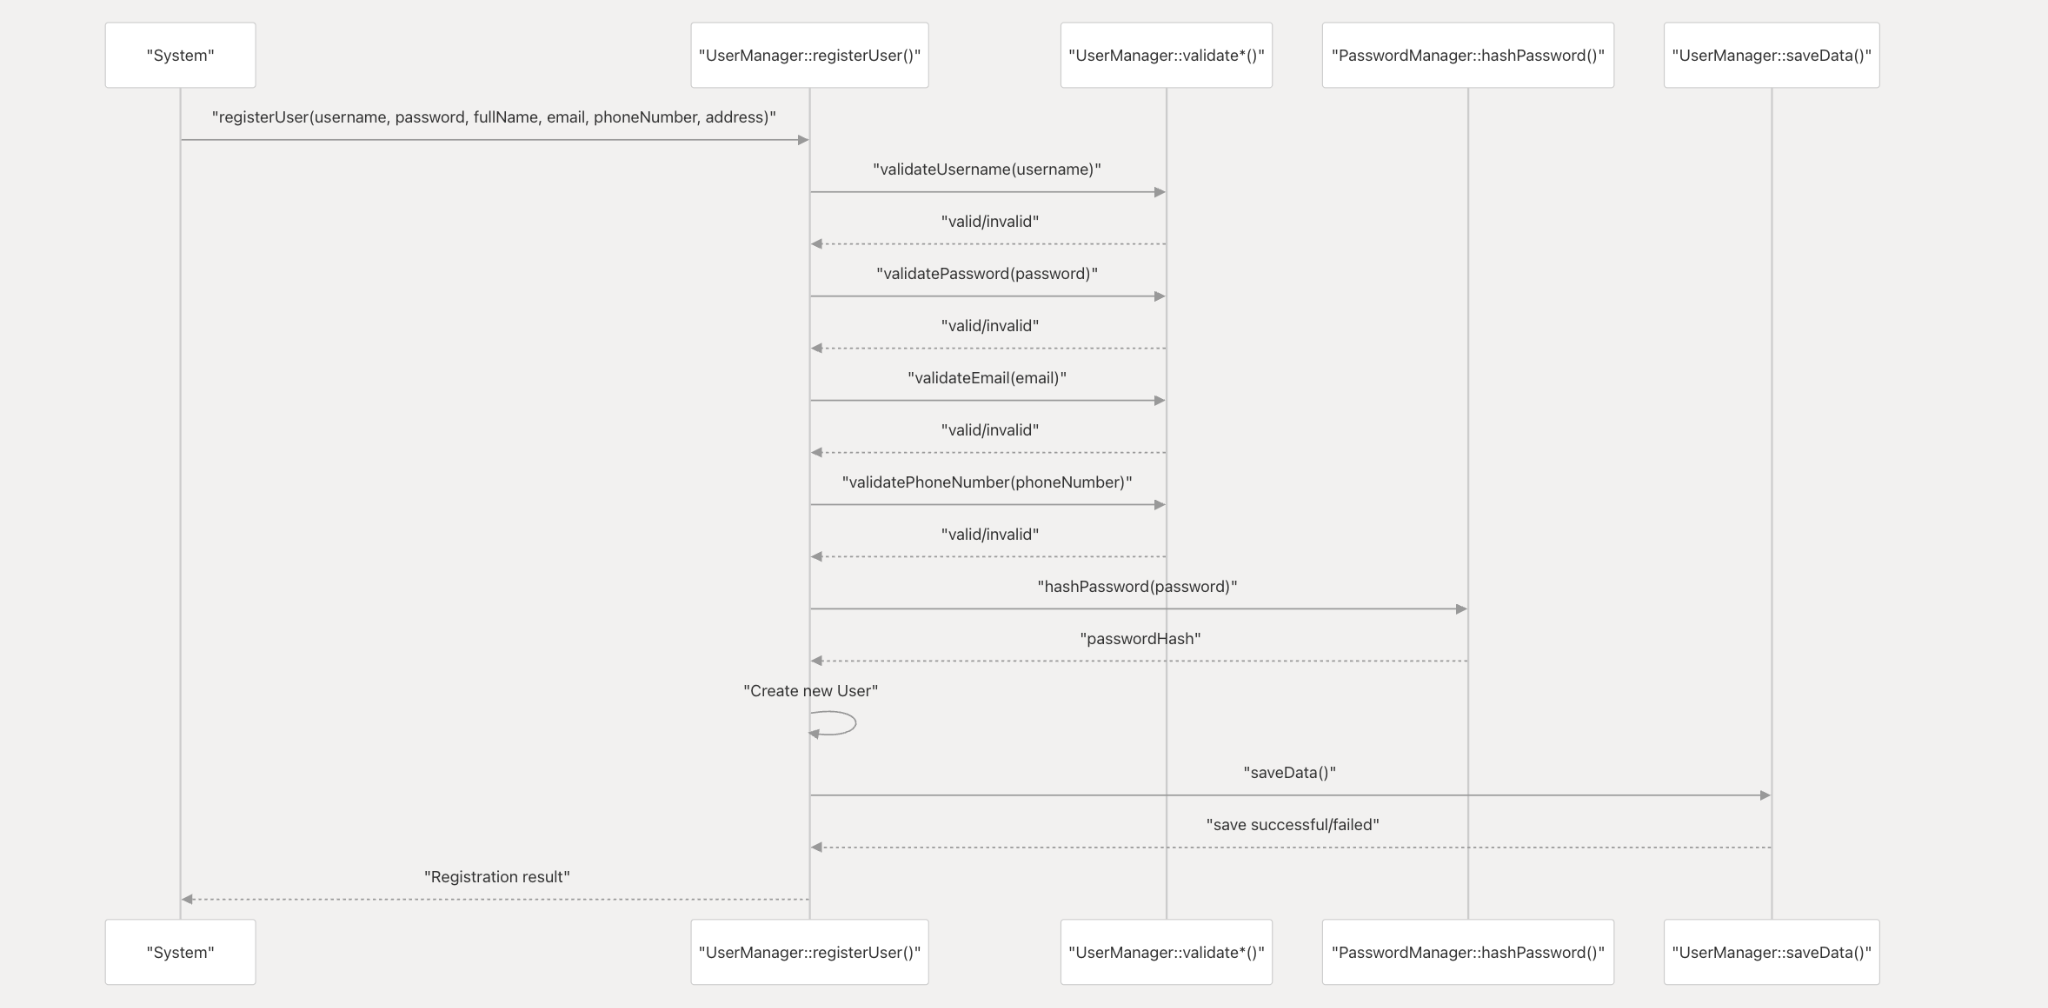 "System"
"UserManager::registerUser()"
"UserManager::validate*()"
"PasswordManager::hashPassword()"
"UserManager::saveData()"
"registerUser(username, password, fullName, email, phoneNumber, address)"
"validateUsername(username)"
"valid/invalid"
"validatePassword(password)"
"valid/invalid"
"validateEmail(email)"
"valid/invalid"
"validatePhoneNumber(phoneNumber)"
"valid/invalid"
"hashPassword(password)"
"passwordHash"
"Create new User"
"saveData()"
"save successful/failed"
"Registration result"
"System"
"UserManager::registerUser()"
"UserManager::validate*()"
"PasswordManager::hashPassword()"
"UserManager::saveData()"